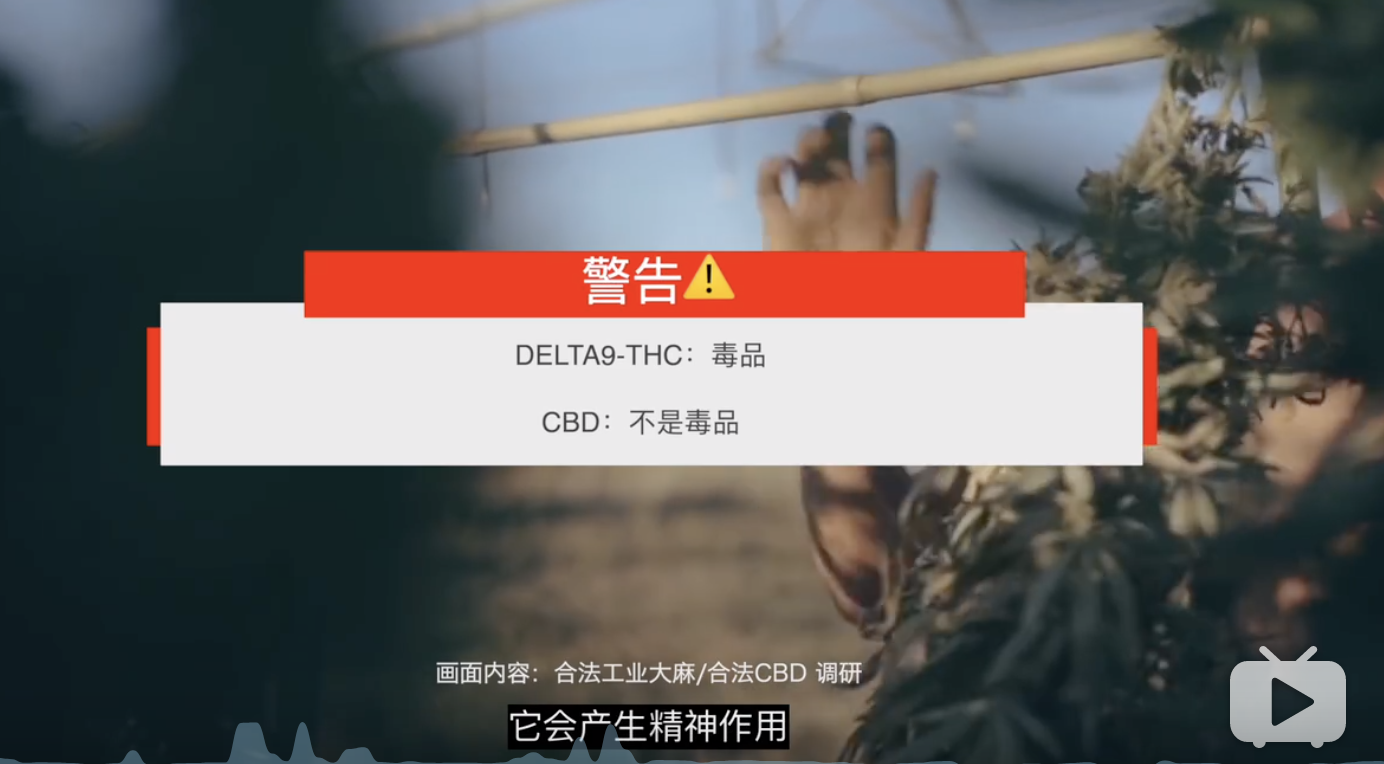 警告⚠️
DELTA9-THC：毒品
CBD：不是毒品
画面内容：合法工业大麻/合法CBD 调研
它会产生精神作用